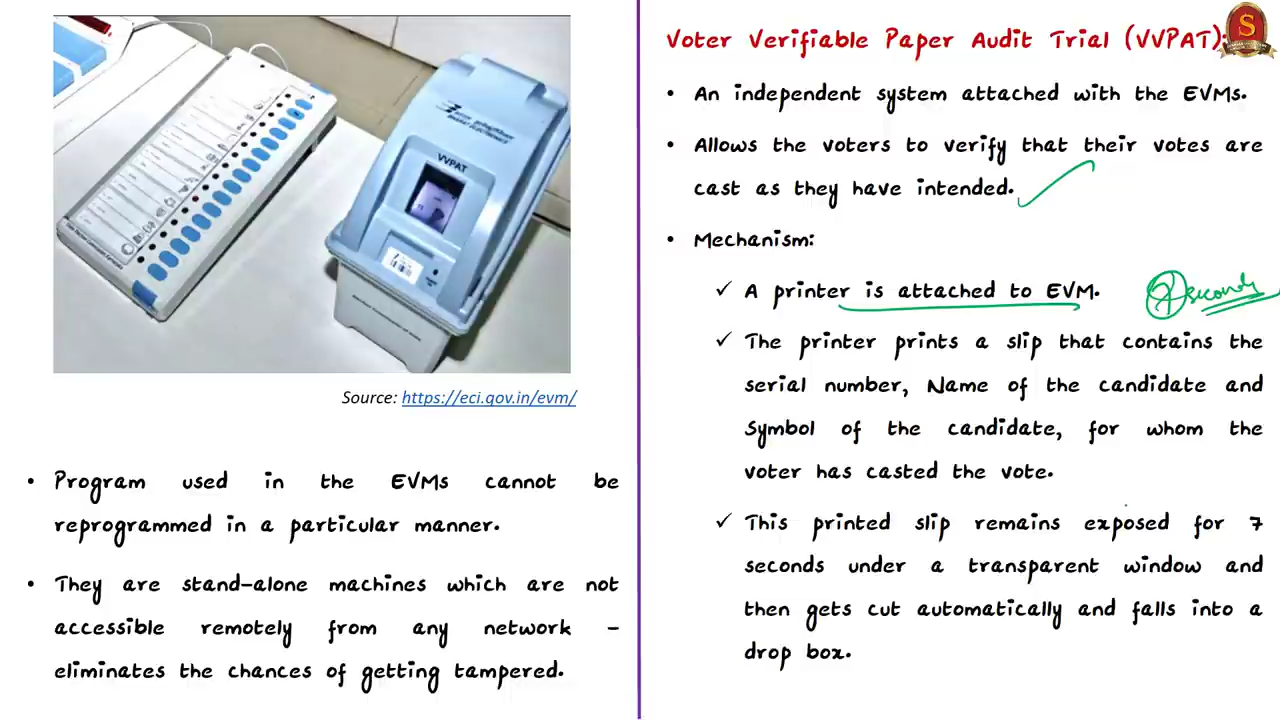 VVPAT
Source: https://eci.gov.in/evm/
• Program used in the EVMs cannot be
reprogrammed in a particular manner.
• They are stand-alone machines which are not
accessible remotely from any network –
eliminates the chances of getting tampered.
Voter Verifiable Paper Audit Trial (VVPAT):
S
• An independent system attached with the EVMs.
• Allows the voters to verify that their votes are
cast as they have intended.
• Mechanism:
✓ A printer is attached to EVM.
7 seconds
✓ The printer prints a slip that contains the
serial number, Name of the candidate and
Symbol of the candidate, for whom the
voter has casted the vote.
✓ This printed slip remains exposed for 7
seconds under a transparent window and
then gets cut automatically and falls into a
drop box.